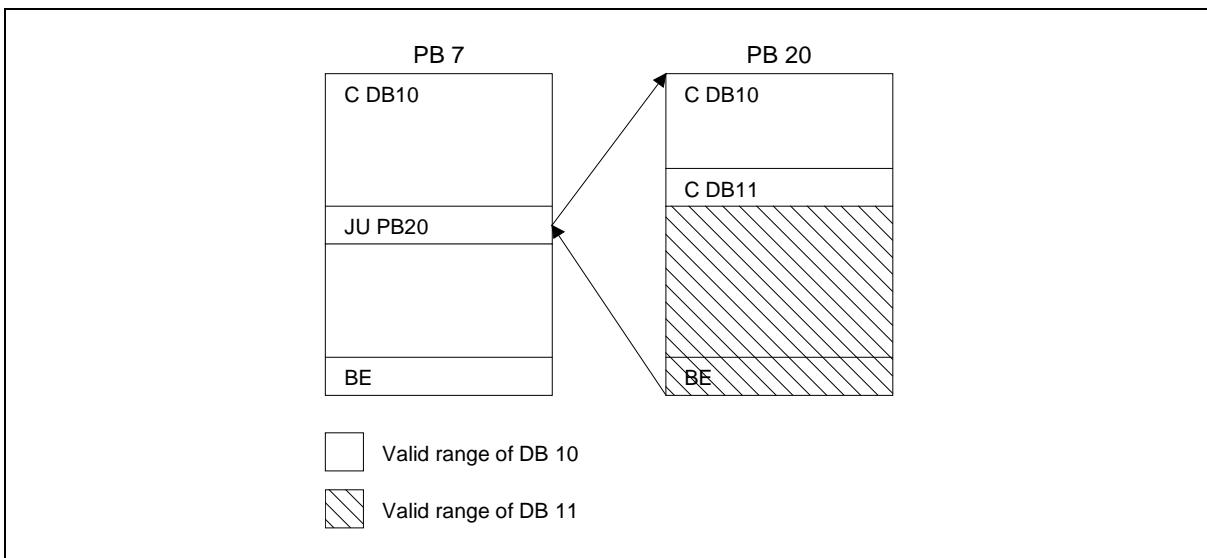 PB 7
C DB10
JU PB20
BE
PB 20
C DB10
C DB11
BE
Valid range of DB 10
Valid range of DB 11